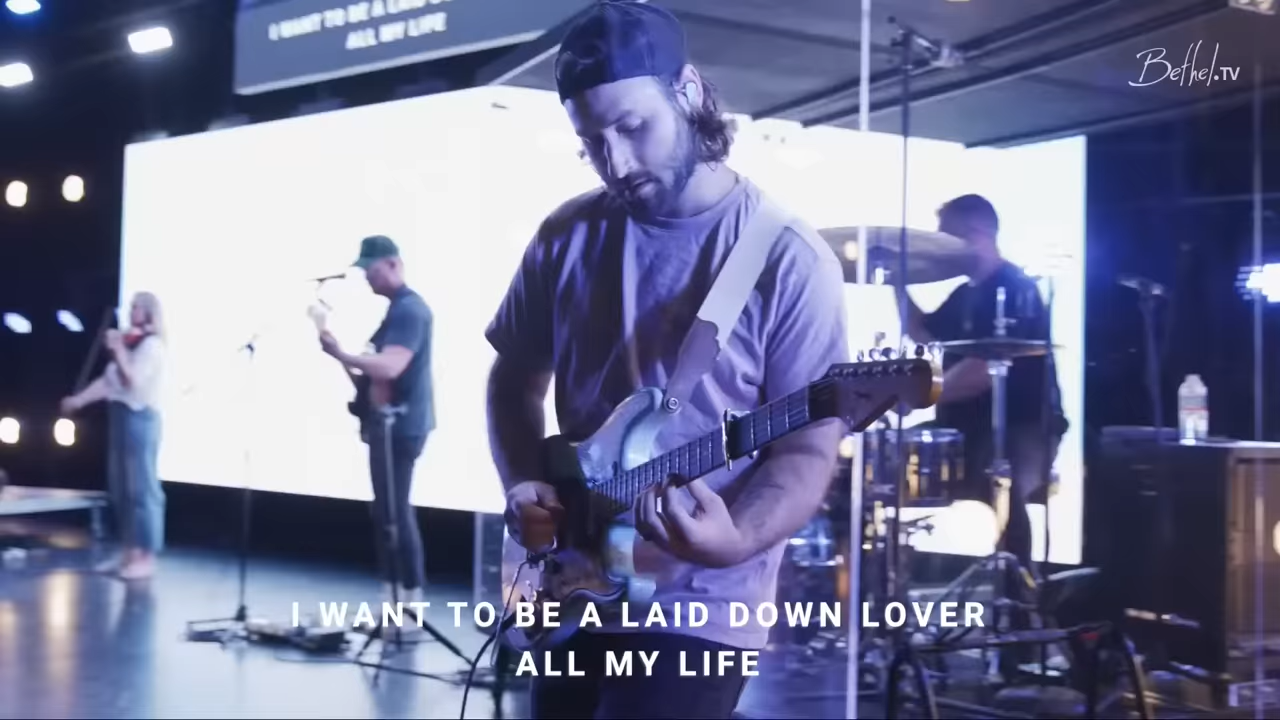 I WANT TO BE A LAID
ALL MY LIFE
Bethel.TV
I WANT TO BE A LAID DOWN LOVER
ALL MY LIFE